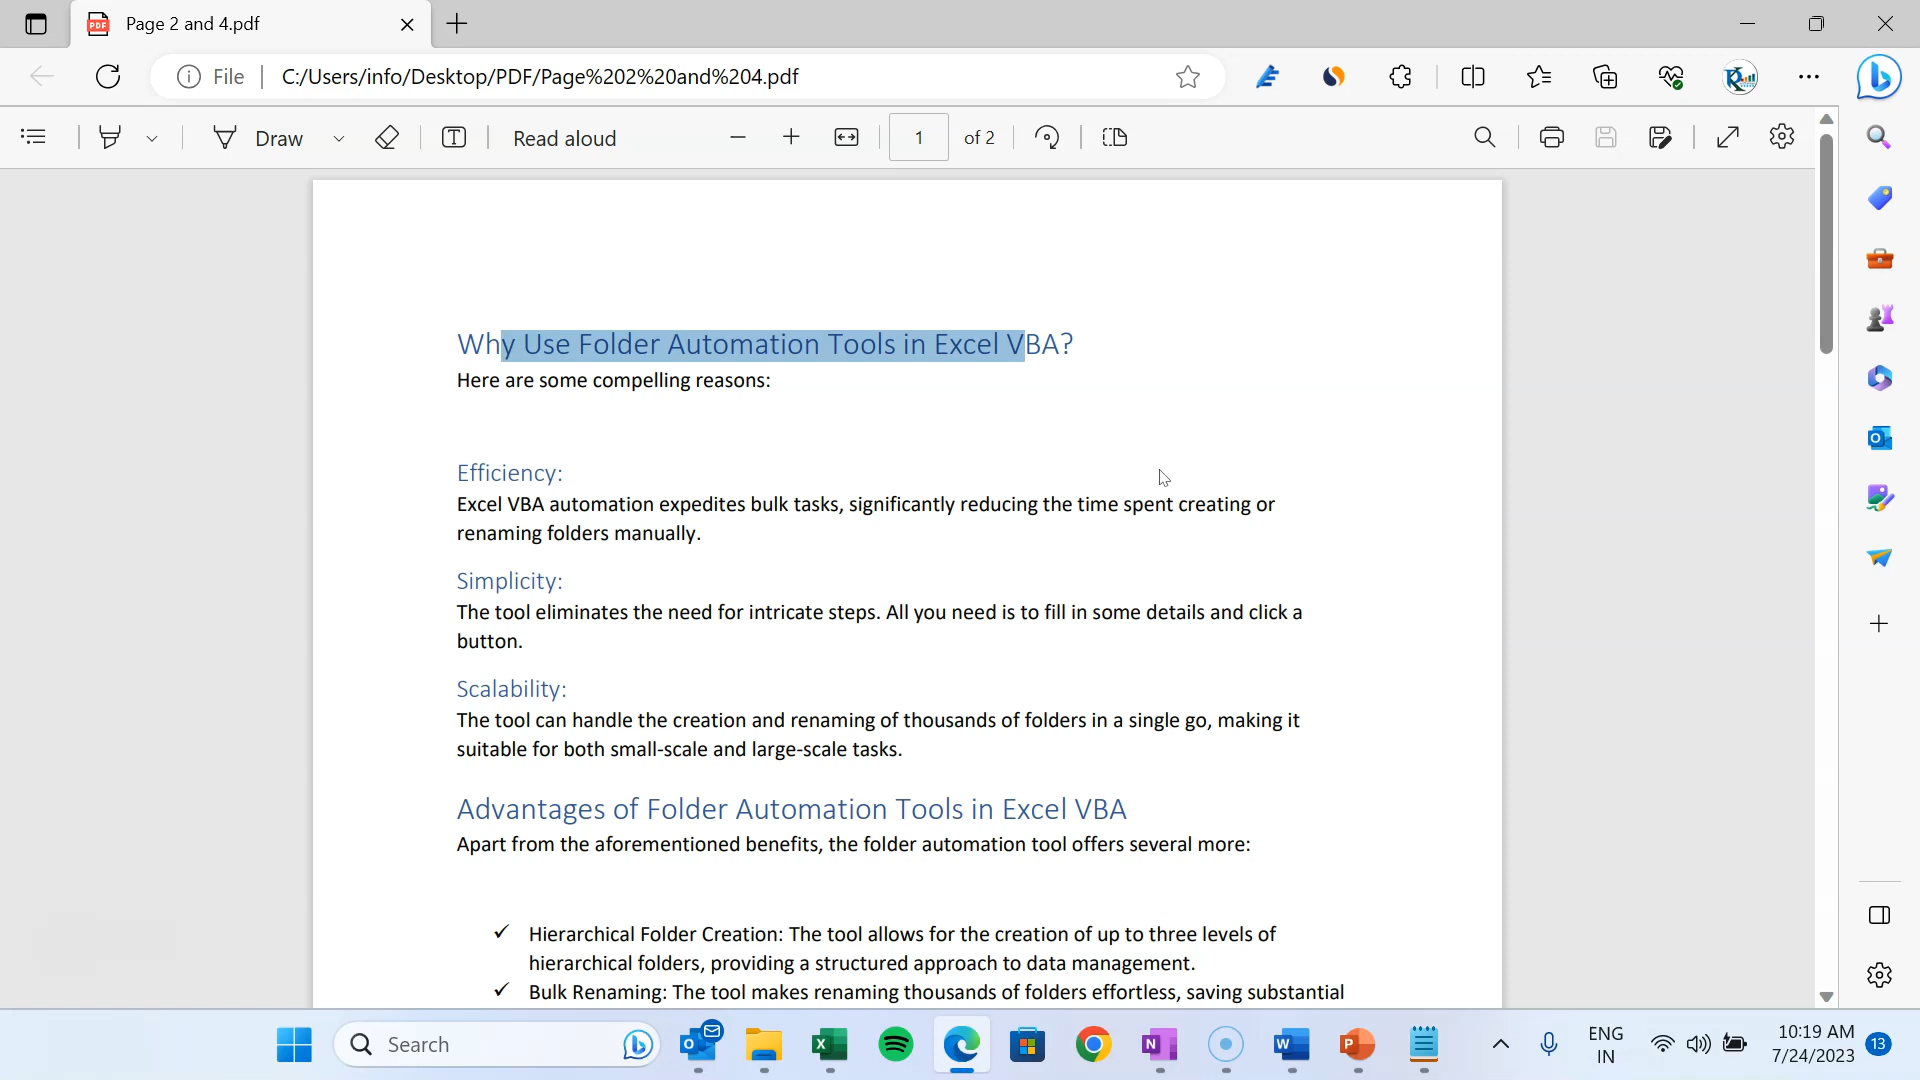 Page 2 and 4.pdf
File
C:/Users/info/Desktop/PDF/Page%202%20and%204.pdf
Draw
Read aloud
1
of 2
Why Use Folder Automation Tools in Excel VBA?
Here are some compelling reasons:
Efficiency:
Excel VBA automation expedites bulk tasks, significantly reducing the time spent creating or
renaming folders manually.
Simplicity:
The tool eliminates the need for intricate steps. All you need is to fill in some details and click a
button.
Scalability:
The tool can handle the creation and renaming of thousands of folders in a single go, making it
suitable for both small-scale and large-scale tasks.
Advantages of Folder Automation Tools in Excel VBA
Apart from the aforementioned benefits, the folder automation tool offers several more:
✓ Hierarchical Folder Creation: The tool allows for the creation of up to three levels of
hierarchical folders, providing a structured approach to data management.
✓ Bulk Renaming: The tool makes renaming thousands of folders effortless, saving substantial
Search
ENG
IN
10:19 AM
7/24/2023
13